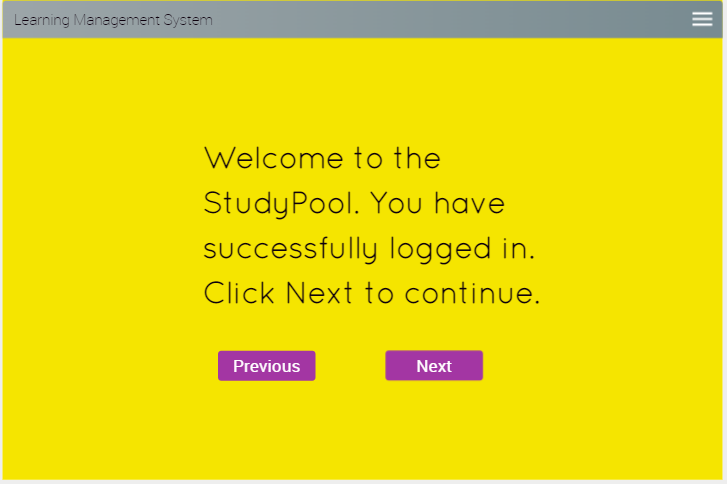 Learning Management System
Welcome to the
StudyPool. You have
successfully logged in.
Click Next to continue.
Previous
Next